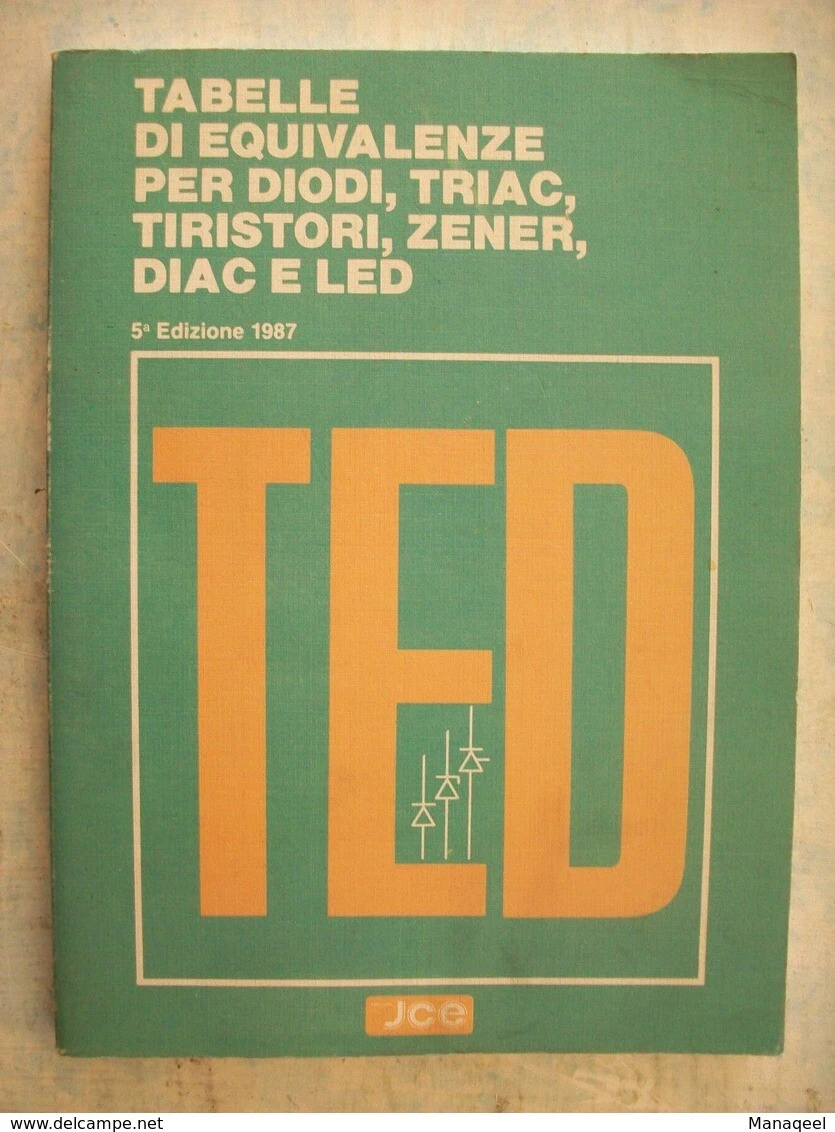 TABELLE
DI EQUIVALENZE
PER DIODI, TRIAC,
TIRISTORI, ZENER,
DIAC E LED
5ª Edizione 1987
TED
Jce
www.delcampe.net
Manaqeel